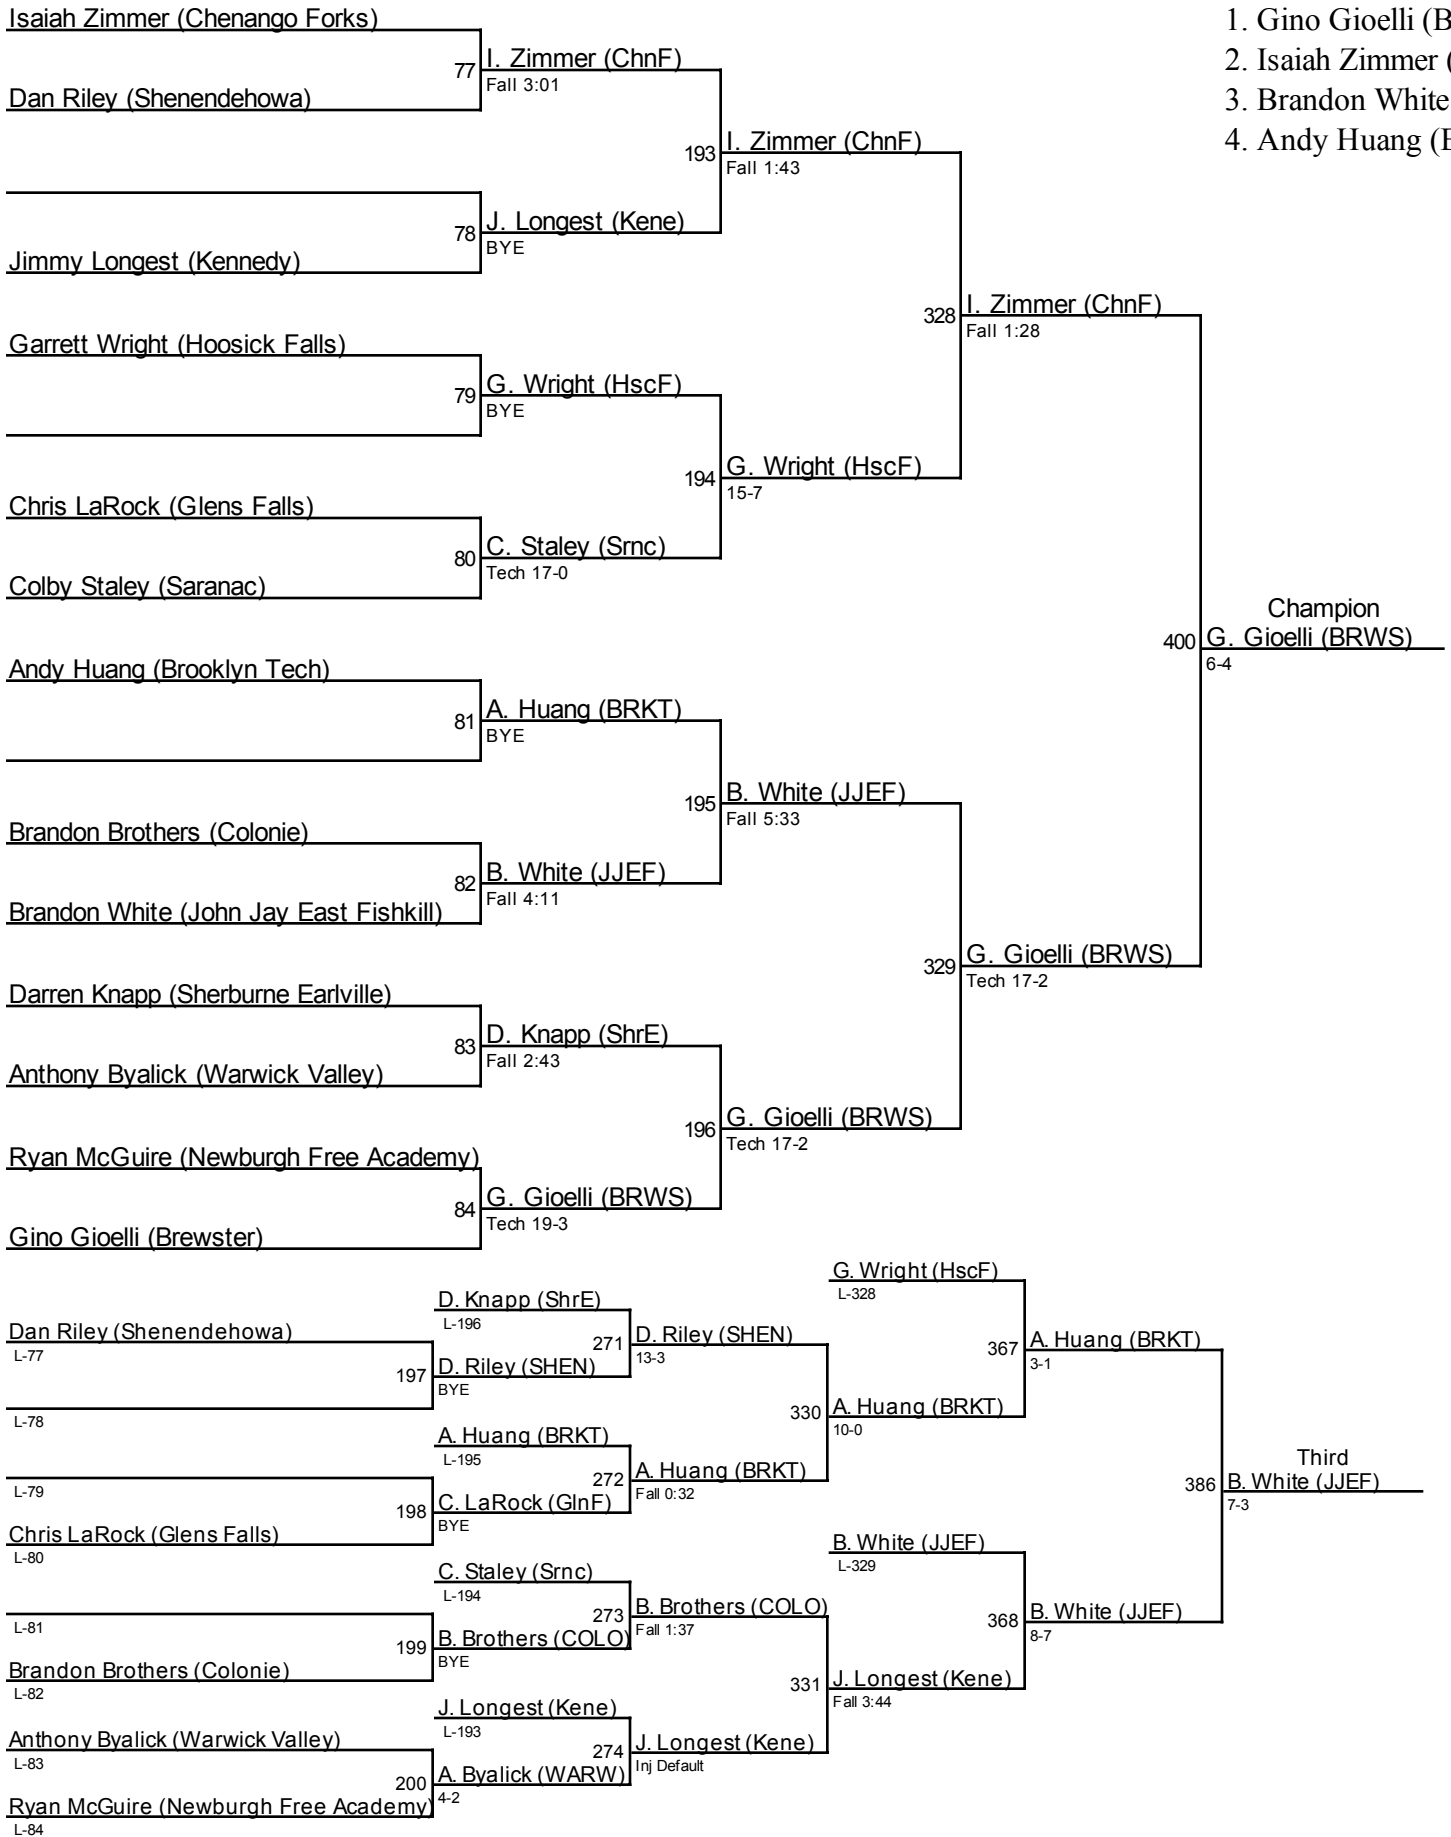 Isaiah Zimmer (Chenango Forks)
77
I. Zimmer (ChnF)
Fall 3:01
Dan Riley (Shenendehowa)
193
I. Zimmer (ChnF)
Fall 1:43
78
J. Longest (Kene)
BYE
Jimmy Longest (Kennedy)
328
I. Zimmer (ChnF)
Fall 1:28
Garrett Wright (Hoosick Falls)
79
G. Wright (HscF)
BYE
194
G. Wright (HscF)
15-7
Chris LaRock (Glens Falls)
80
C. Staley (Srnc)
Tech 17-0
Colby Staley (Saranac)
Champion
400
G. Gioelli (BRWS)
6-4
Andy Huang (Brooklyn Tech)
81
A. Huang (BRKT)
BYE
195
B. White (JJEF)
Fall 5:33
Brandon Brothers (Colonie)
82
B. White (JJEF)
Fall 4:11
Brandon White (John Jay East Fishkill)
329
G. Gioelli (BRWS)
Tech 17-2
Darren Knapp (Sherburne Earlville)
83
D. Knapp (ShrE)
Fall 2:43
Anthony Byalick (Warwick Valley)
196
G. Gioelli (BRWS)
Tech 17-2
Ryan McGuire (Newburgh Free Academy)
84
G. Gioelli (BRWS)
Tech 19-3
Gino Gioelli (Brewster)
1. Gino Gioelli (B
2. Isaiah Zimmer (
3. Brandon White
4. Andy Huang (B
G. Wright (HscF)
L-328
D. Knapp (ShrE)
L-196
Dan Riley (Shenendehowa)
L-77
271
D. Riley (SHEN)
13-3
367
A. Huang (BRKT)
3-1
197
D. Riley (SHEN)
BYE
L-78
330
A. Huang (BRKT)
10-0
A. Huang (BRKT)
L-195
L-79
272
A. Huang (BRKT)
Fall 0:32
198
C. LaRock (GlnF)
BYE
Chris LaRock (Glens Falls)
L-80
Third
386
B. White (JJEF)
7-3
B. White (JJEF)
L-329
C. Staley (Srnc)
L-194
L-81
273
B. Brothers (COLO)
Fall 1:37
368
B. White (JJEF)
8-7
199
B. Brothers (COLO)
BYE
Brandon Brothers (Colonie)
L-82
331
J. Longest (Kene)
Fall 3:44
J. Longest (Kene)
L-193
Anthony Byalick (Warwick Valley)
L-83
274
J. Longest (Kene)
Inj Default
200
A. Byalick (WARW)
4-2
Ryan McGuire (Newburgh Free Academy)
L-84